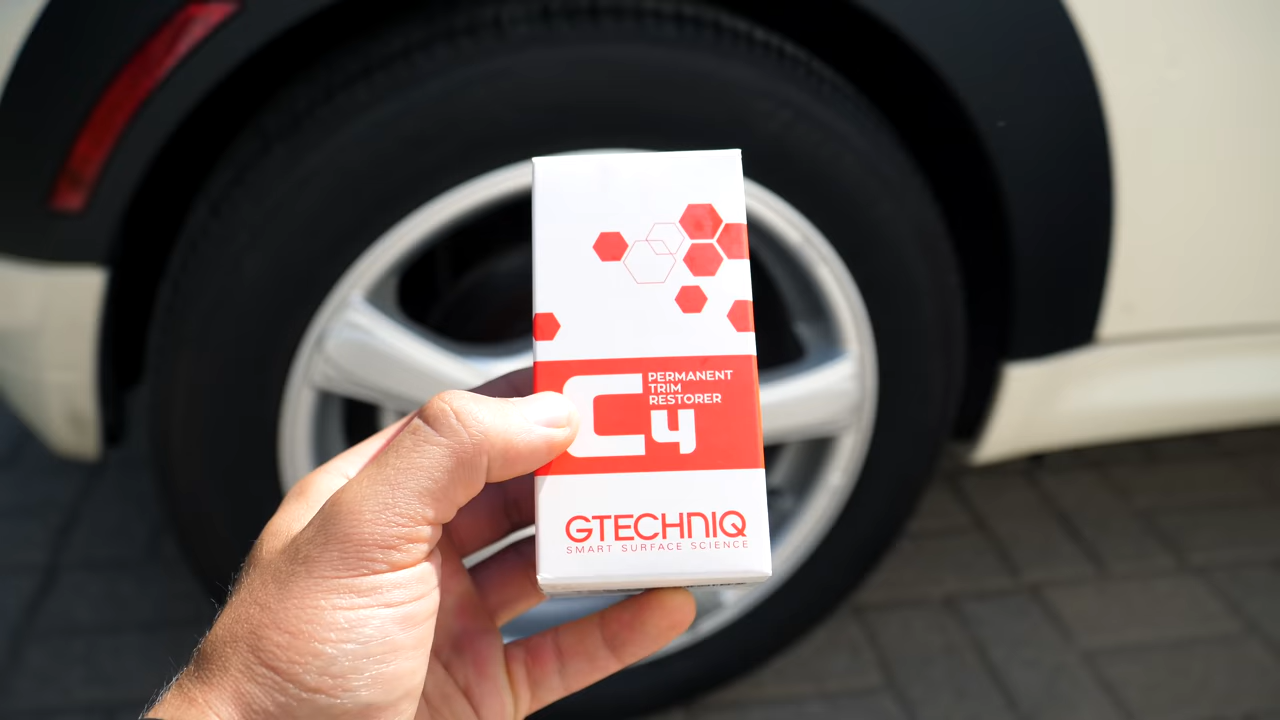 PERMANENT
TRIM
RESTORER
C4
GTECHNIQ
SMART SURFACE SCIENCE